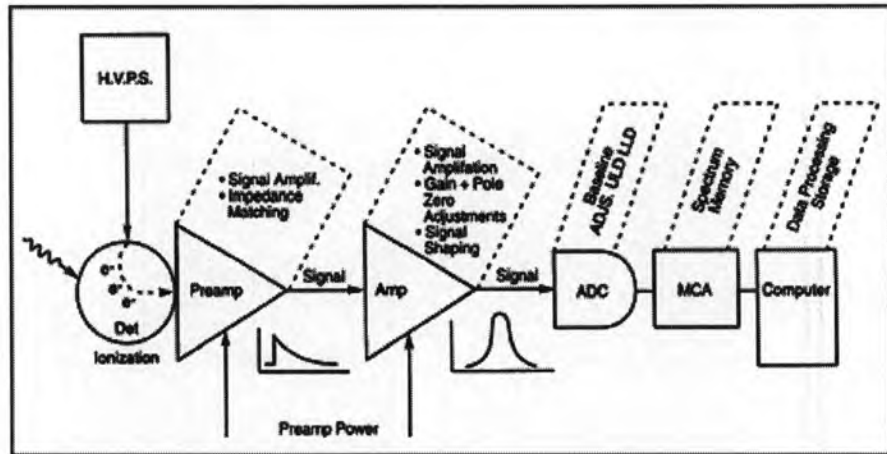 H.V.P.S.
• Signal Amplif.
• Impedance
Matching
• Signal
Amplifation
• Gain + Pole
Zero
Adjustments
• Signal
Shaping
Baseline
ADJS. ULD LLD
Spectrum
Memory
Data Processing
Storage
e⁻
e⁻
e⁻
Det
Ionization
Preamp
Signal
Amp
Signal
ADC
MCA
Computer
Preamp Power